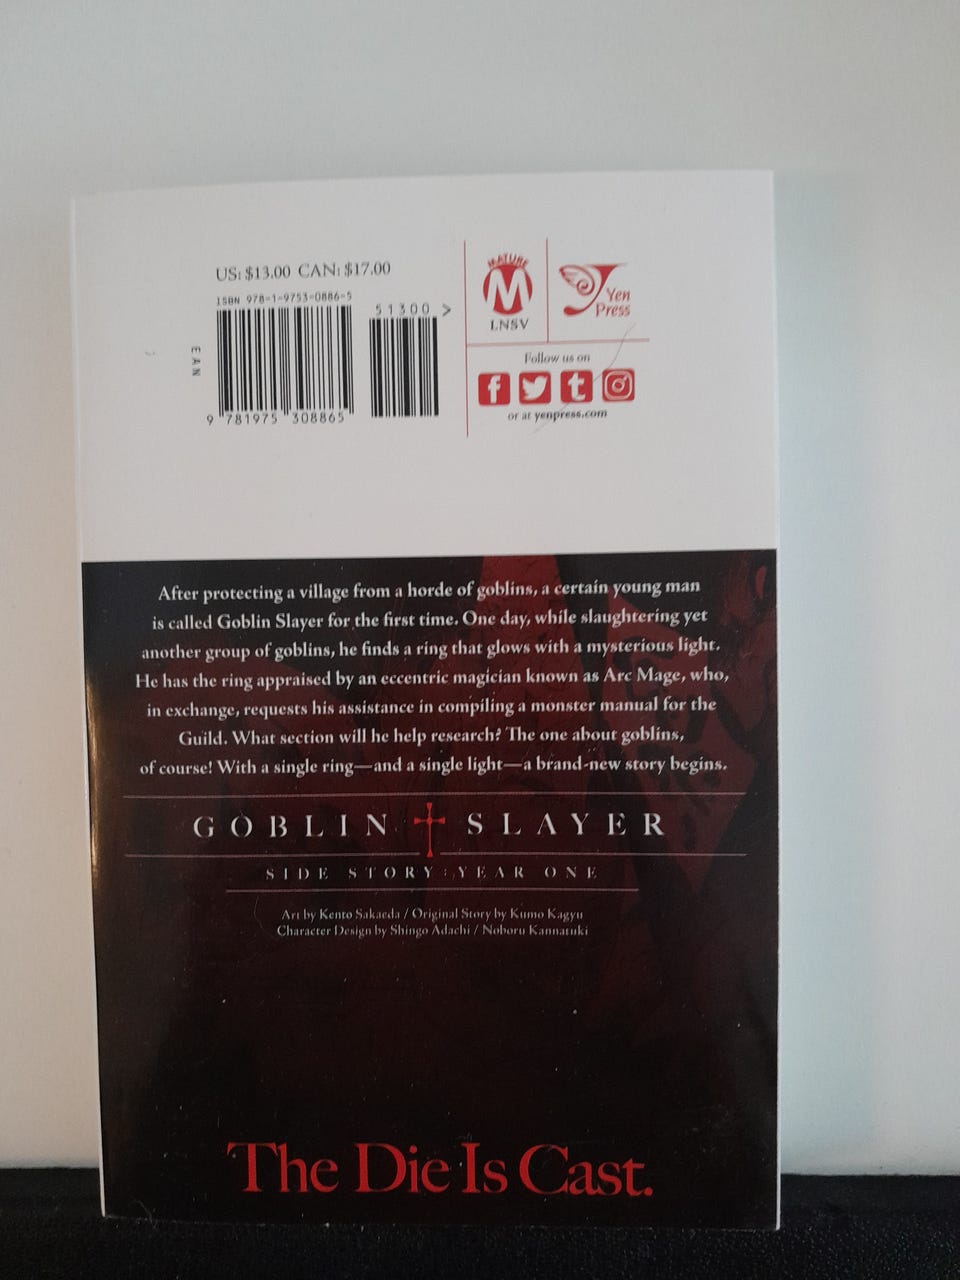 US: $13.00 CAN: $17.00
ISBN 978-1-9753-0886-5
51300 >
EAN
9 781975 308865
MATURE
M
LNSV
Yen
Press
Follow us on
or at yenpress.com
After protecting a village from a horde of goblins, a certain young man
is called Goblin Slayer for the first time. One day, while slaughtering yet
another group of goblins, he finds a ring that glows with a mysterious light.
He has the ring appraised by an eccentric magician known as Arc Mage, who,
in exchange, requests his assistance in compiling a monster manual for the
Guild. What section will he help research? The one about goblins,
of course! With a single ring—and a single light—a brand-new story begins.
GOBLIN SLAYER
SIDE STORY: YEAR ONE
Art by Kento Sakaeda / Original Story by Kumo Kagyu
Character Design by Shingo Adachi / Noboru Kannatuki
The Die Is Cast.